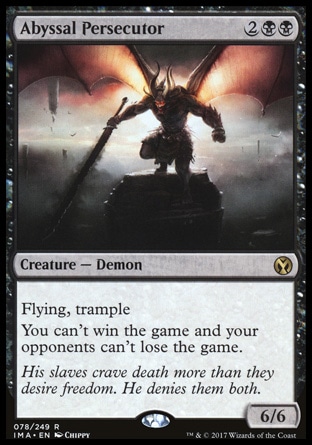 Abyssal Persecutor 2
Creature — Demon
Flying, trample
You can't win the game and your
opponents can't lose the game.
His slaves crave death more than they
desire freedom. He denies them both.
6/6
078/249 R
IMA • EN Chippy
™ & © 2017 Wizards of the Coast